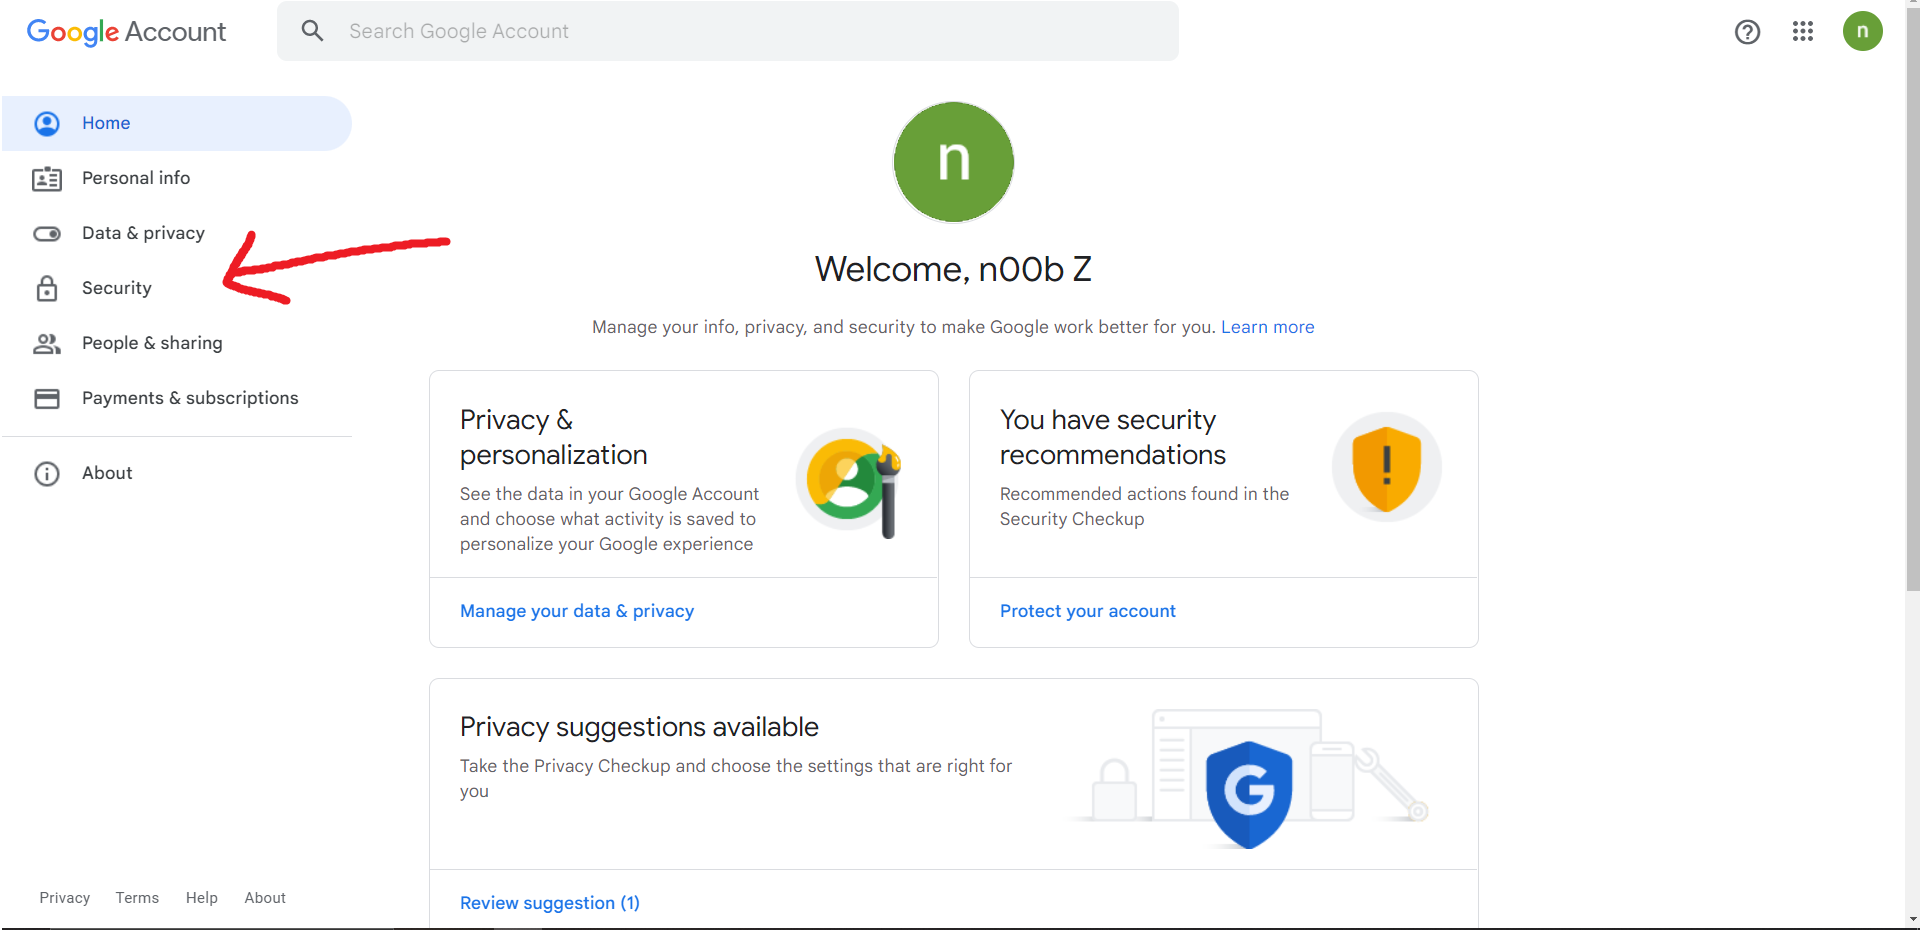 Google Account
Search Google Account
n
Home
Personal info
Data & privacy
Security
People & sharing
Payments & subscriptions
About
n
Welcome, n00b Z
Manage your info, privacy, and security to make Google work better for you. Learn more
Privacy &
personalization
See the data in your Google Account
and choose what activity is saved to
personalize your Google experience
Manage your data & privacy
You have security
recommendations
Recommended actions found in the
Security Checkup
Protect your account
Privacy suggestions available
Take the Privacy Checkup and choose the settings that are right for
you
G
Review suggestion (1)
Privacy Terms Help About